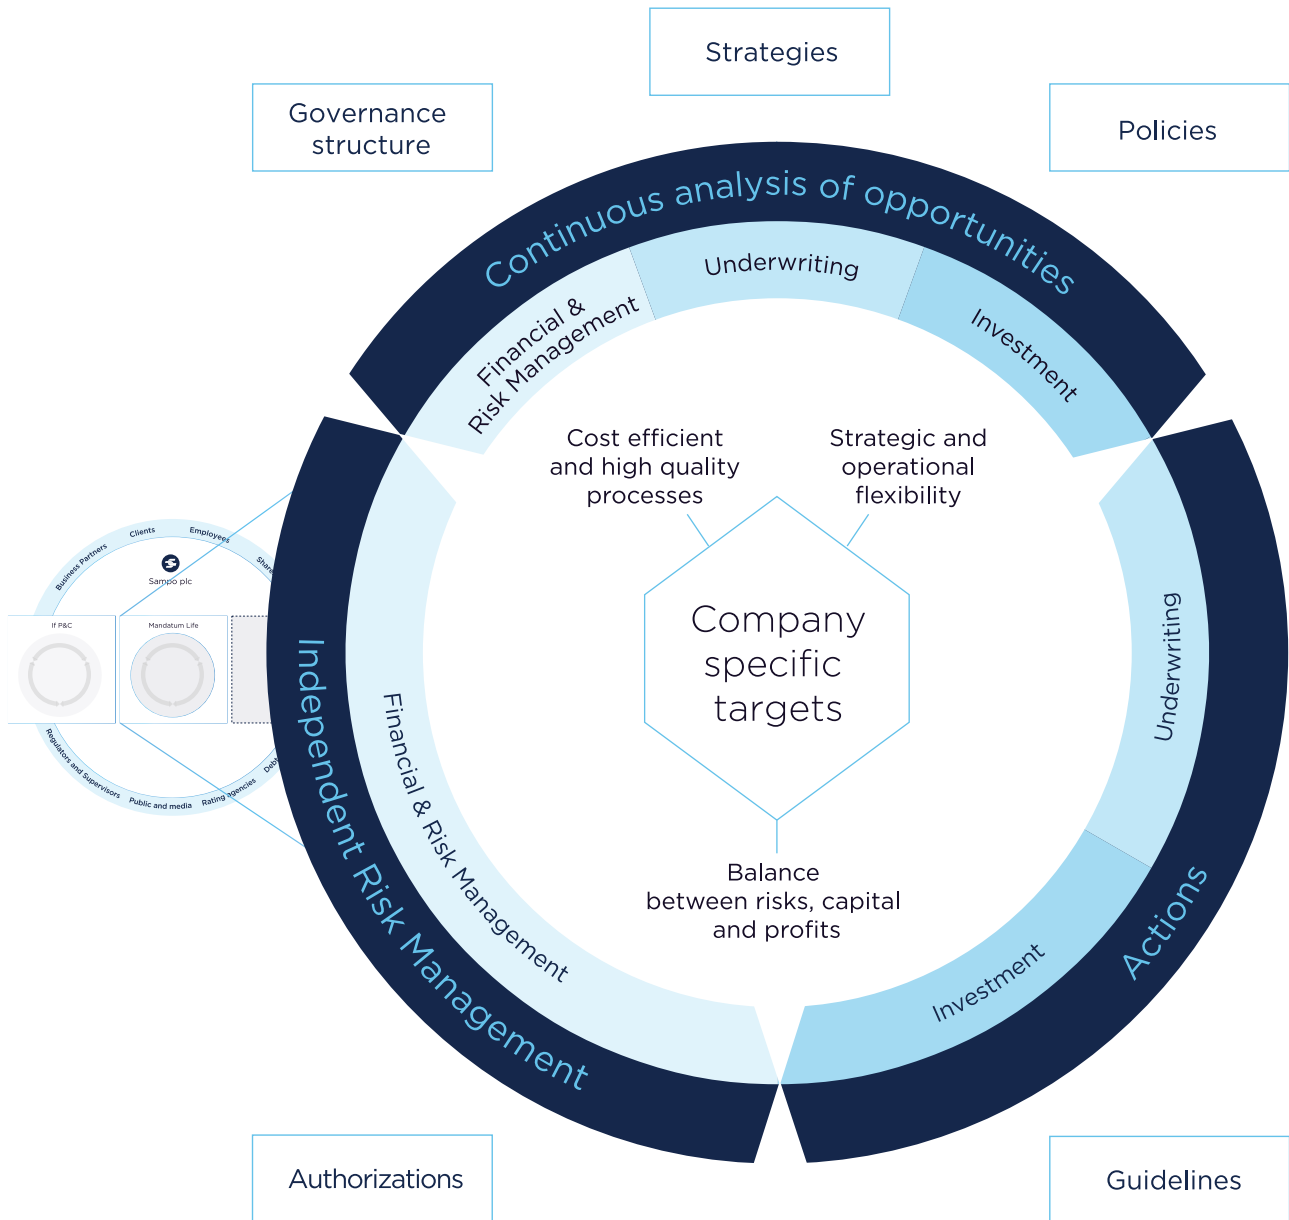 Strategies
Governance
structure
Policies
Continuous analysis of opportunities
Underwriting
Financial &
Risk Management
Investment
Cost efficient
and high quality
processes
Strategic and
operational
flexibility
Company
specific
targets
Balance
between risks, capital
and profits
Independent Risk Management
Financial & Risk Management
Underwriting
Investment
Actions
Business Partners
Clients
Employees
Sampo plc
If P&C
Mandatum Life
Regulators and Supervisors
Public and media
Rating agencies
Authorizations
Guidelines